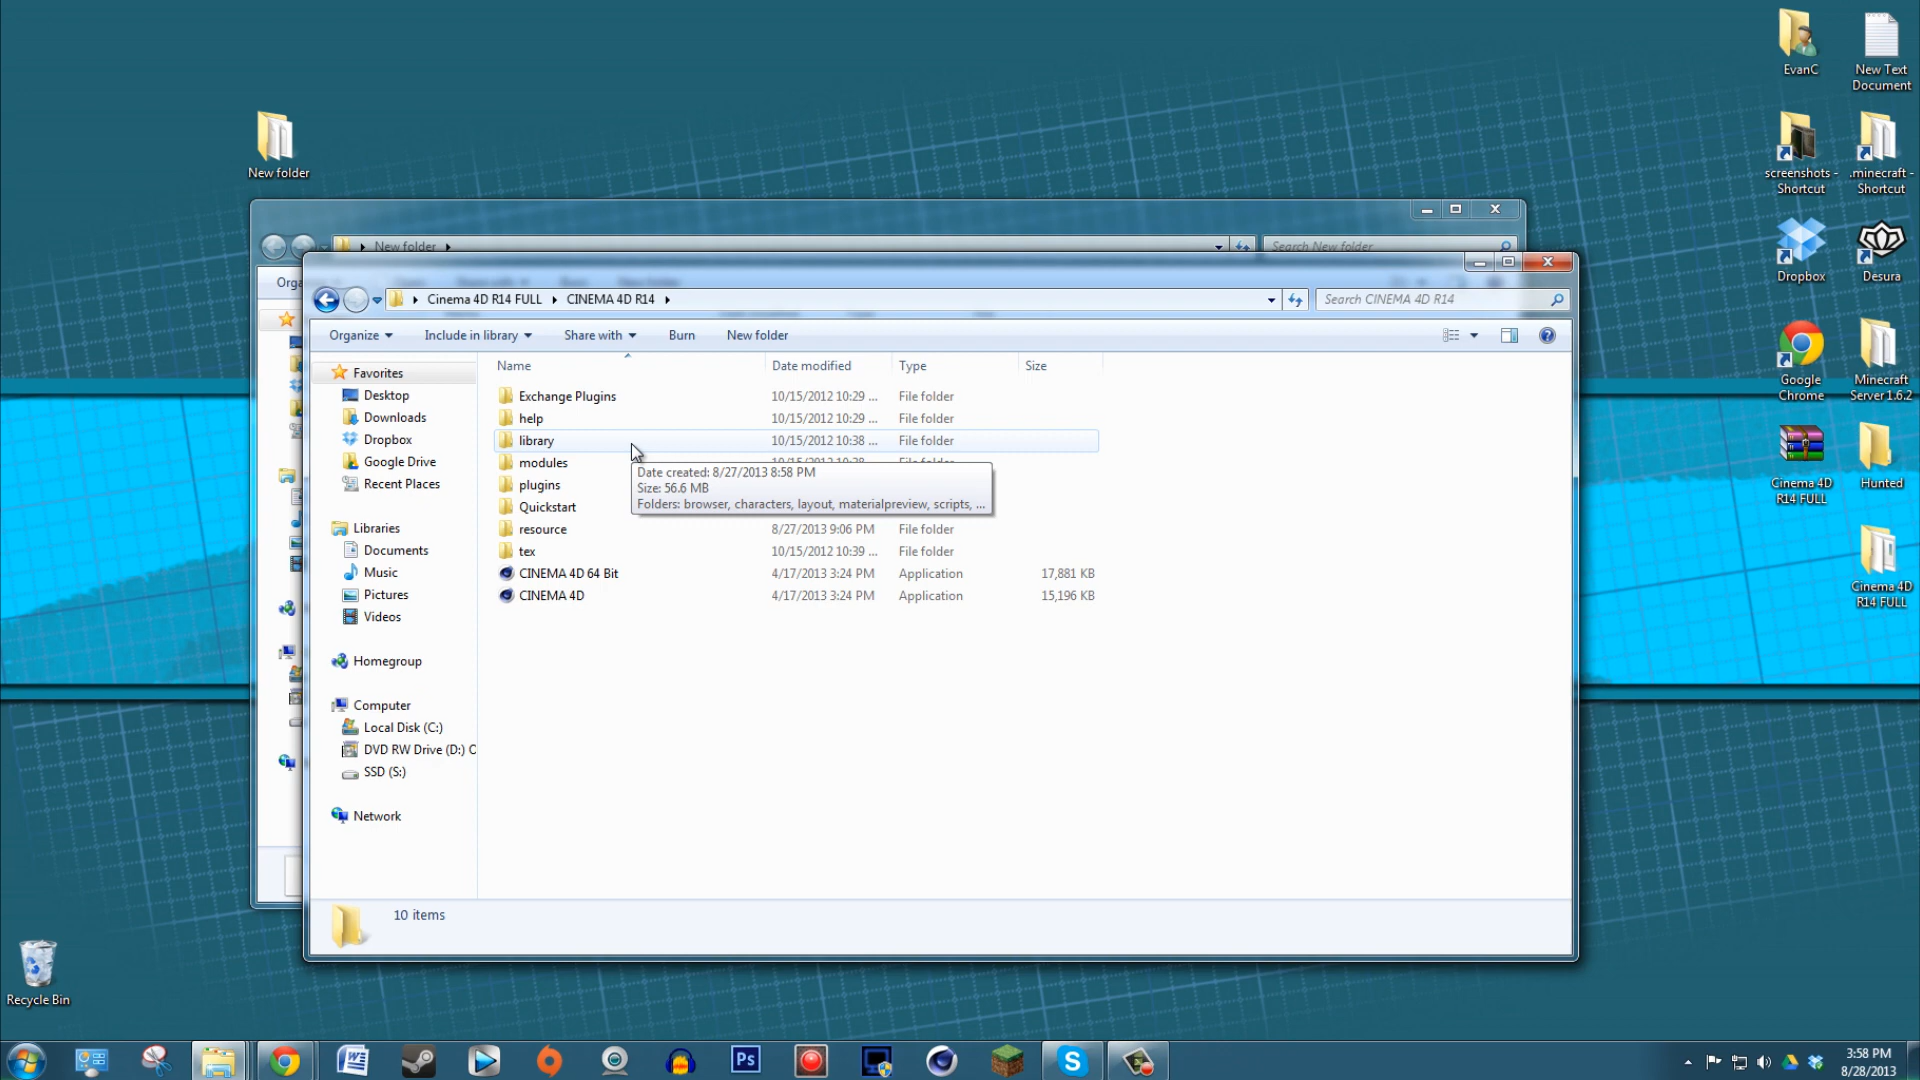 EvanC
New Text
Document
New folder
screenshots -
Shortcut
.minecraft -
Shortcut
Dropbox
Desura
Google
Chrome
Minecraft
Server 1.6.2
Cinema 4D
R14 FULL
Hunted
Cinema 4D
R14 FULL
Recycle Bin
New folder
Search New folder
Orga
Cinema 4D R14 FULL
CINEMA 4D R14
Search CINEMA 4D R14
Organize
Include in library
Share with
Burn
New folder
Favorites
Desktop
Downloads
Dropbox
Google Drive
Recent Places
Libraries
Documents
Music
Pictures
Videos
Homegroup
Computer
Local Disk (C:)
DVD RW Drive (D:) C
SSD (S:)
Network
Name Date modified Type Size
Exchange Plugins 10/15/2012 10:29 ... File folder
help 10/15/2012 10:29 ... File folder
library 10/15/2012 10:38 ... File folder
modules 10/15/2012 10:38 ... File folder
plugins
Quickstart
resource 8/27/2013 9:06 PM File folder
tex 10/15/2012 10:39 ... File folder
CINEMA 4D 64 Bit 4/17/2013 3:24 PM Application 17,881 KB
CINEMA 4D 4/17/2013 3:24 PM Application 15,196 KB
Date created: 8/27/2013 8:58 PM
Size: 56.6 MB
Folders: browser, characters, layout, materialpreview, scripts, ...
10 items
Ps
3:58 PM
8/28/2013